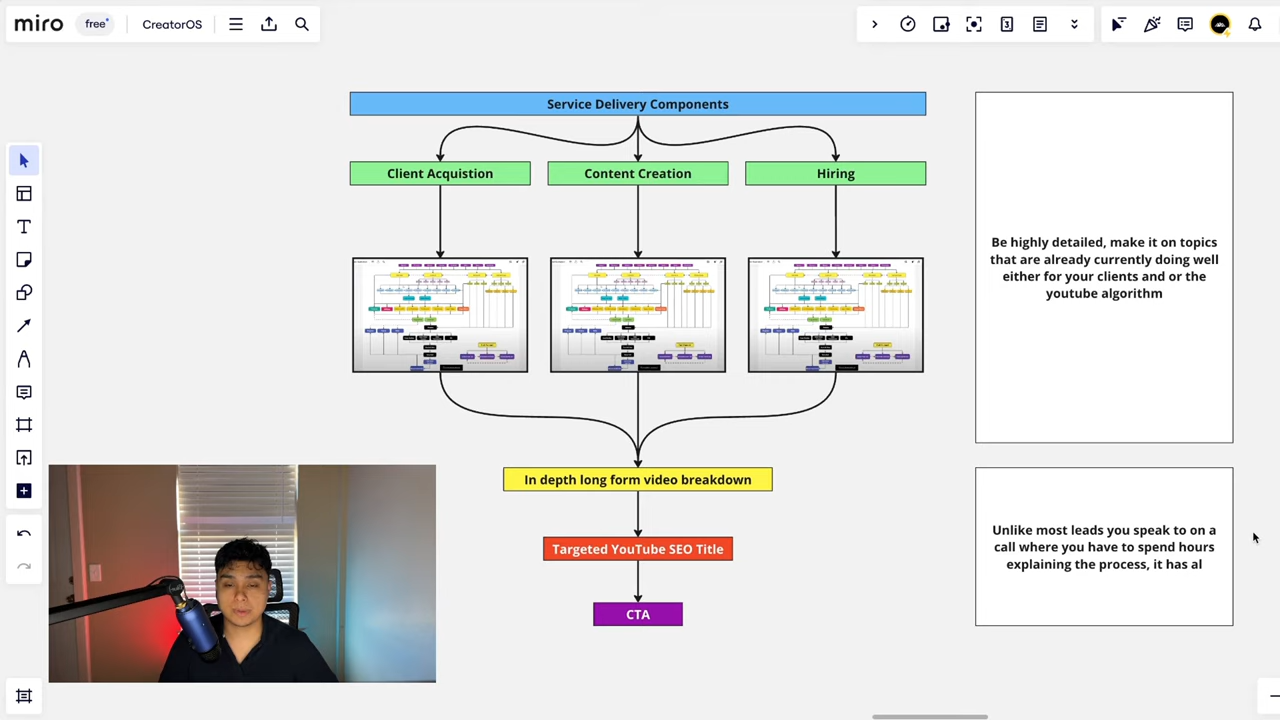 miro
free
CreatorOS
3
Service Delivery Components
Client Acquistion
Content Creation
Hiring
Be highly detailed, make it on topics
that are already currently doing well
either for your clients and or the
youtube algorithm
In depth long form video breakdown
Targeted YouTube SEO Title
CTA
Unlike most leads you speak to on a
call where you have to spend hours
explaining the process, it has al